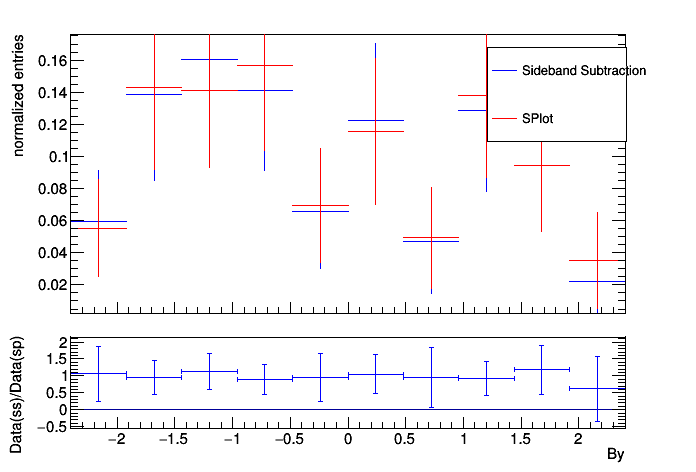 normalized entries
0.16
0.14
0.12
0.1
0.08
0.06
0.04
0.02
Sideband Subtraction
SPlot
Data(ss)/Data(sp)
2
1.5
1
0.5
0
−0.5
−2 −1.5 −1 −0.5 0 0.5 1 1.5 2
By